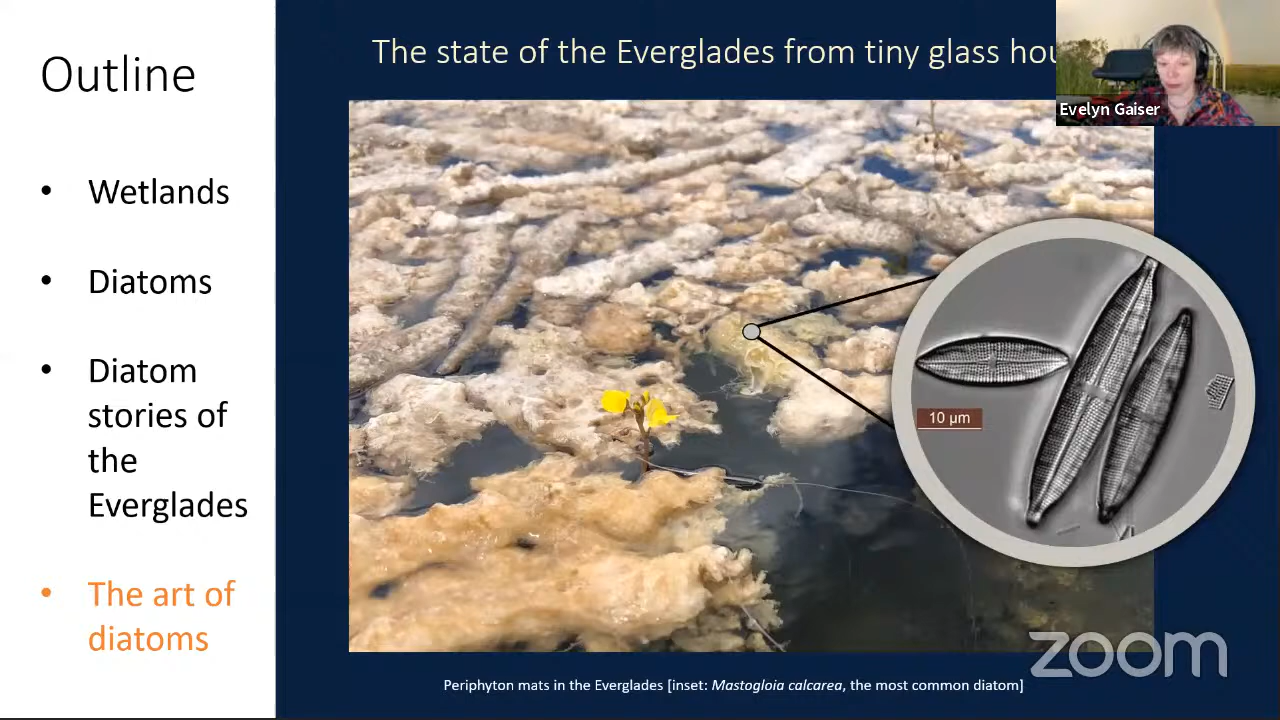 Outline
• Wetlands
• Diatoms
• Diatom
stories of
the
Everglades
• The art of
diatoms
The state of the Everglades from tiny glass hou
Evelyn Gaiser
10 µm
zoom
Periphyton mats in the Everglades [inset: Mastogloia calcarea, the most common diatom]